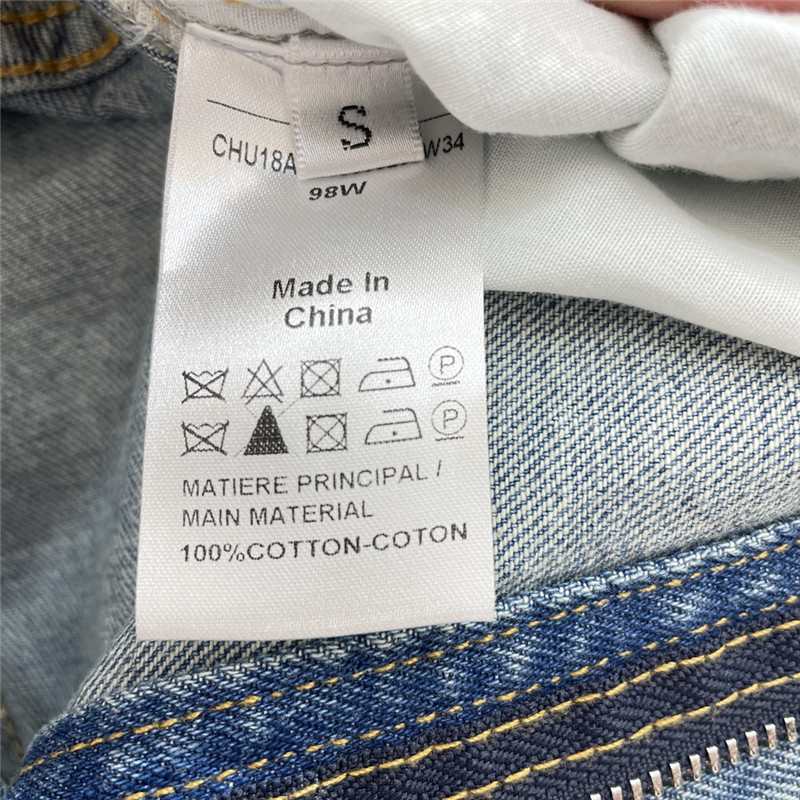 S
CHU18A W34
98W
Made In
China
P
P
MATIERE PRINCIPAL /
MAIN MATERIAL
100%COTTON-COTON